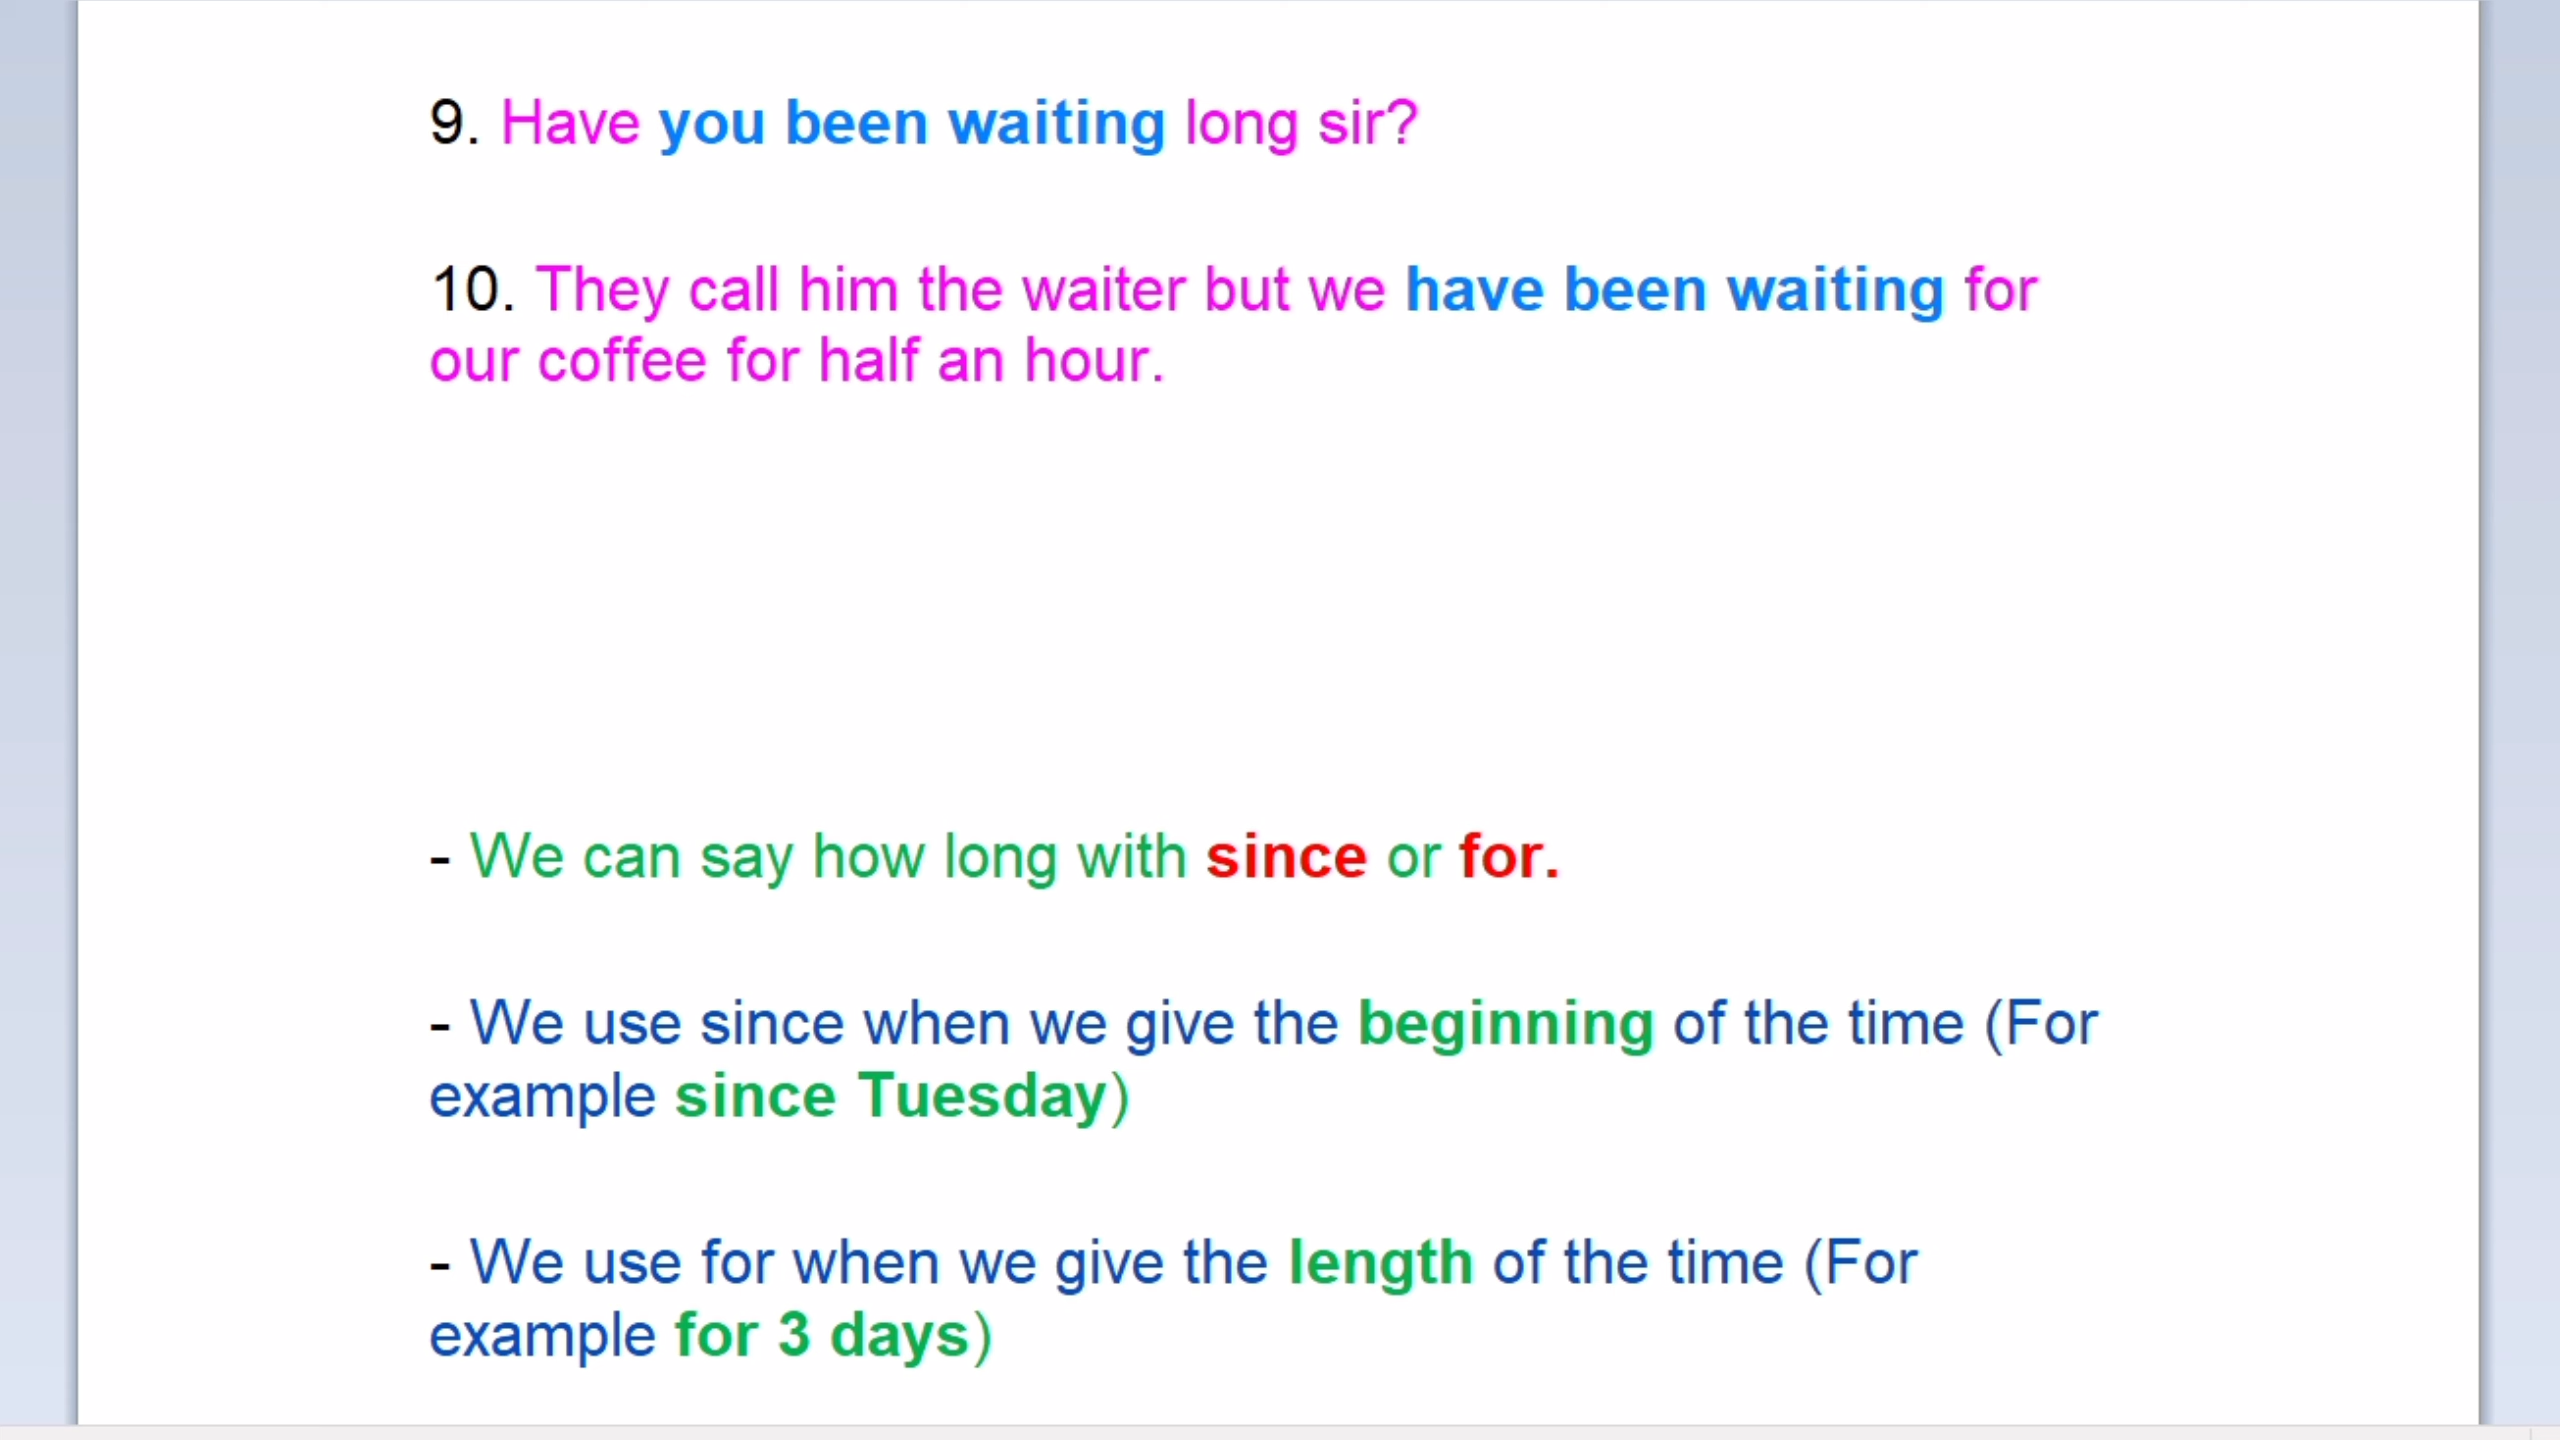 9. Have you been waiting long sir?
10. They call him the waiter but we have been waiting for
our coffee for half an hour.
- We can say how long with since or for.
- We use since when we give the beginning of the time (For
example since Tuesday)
- We use for when we give the length of the time (For
example for 3 days)